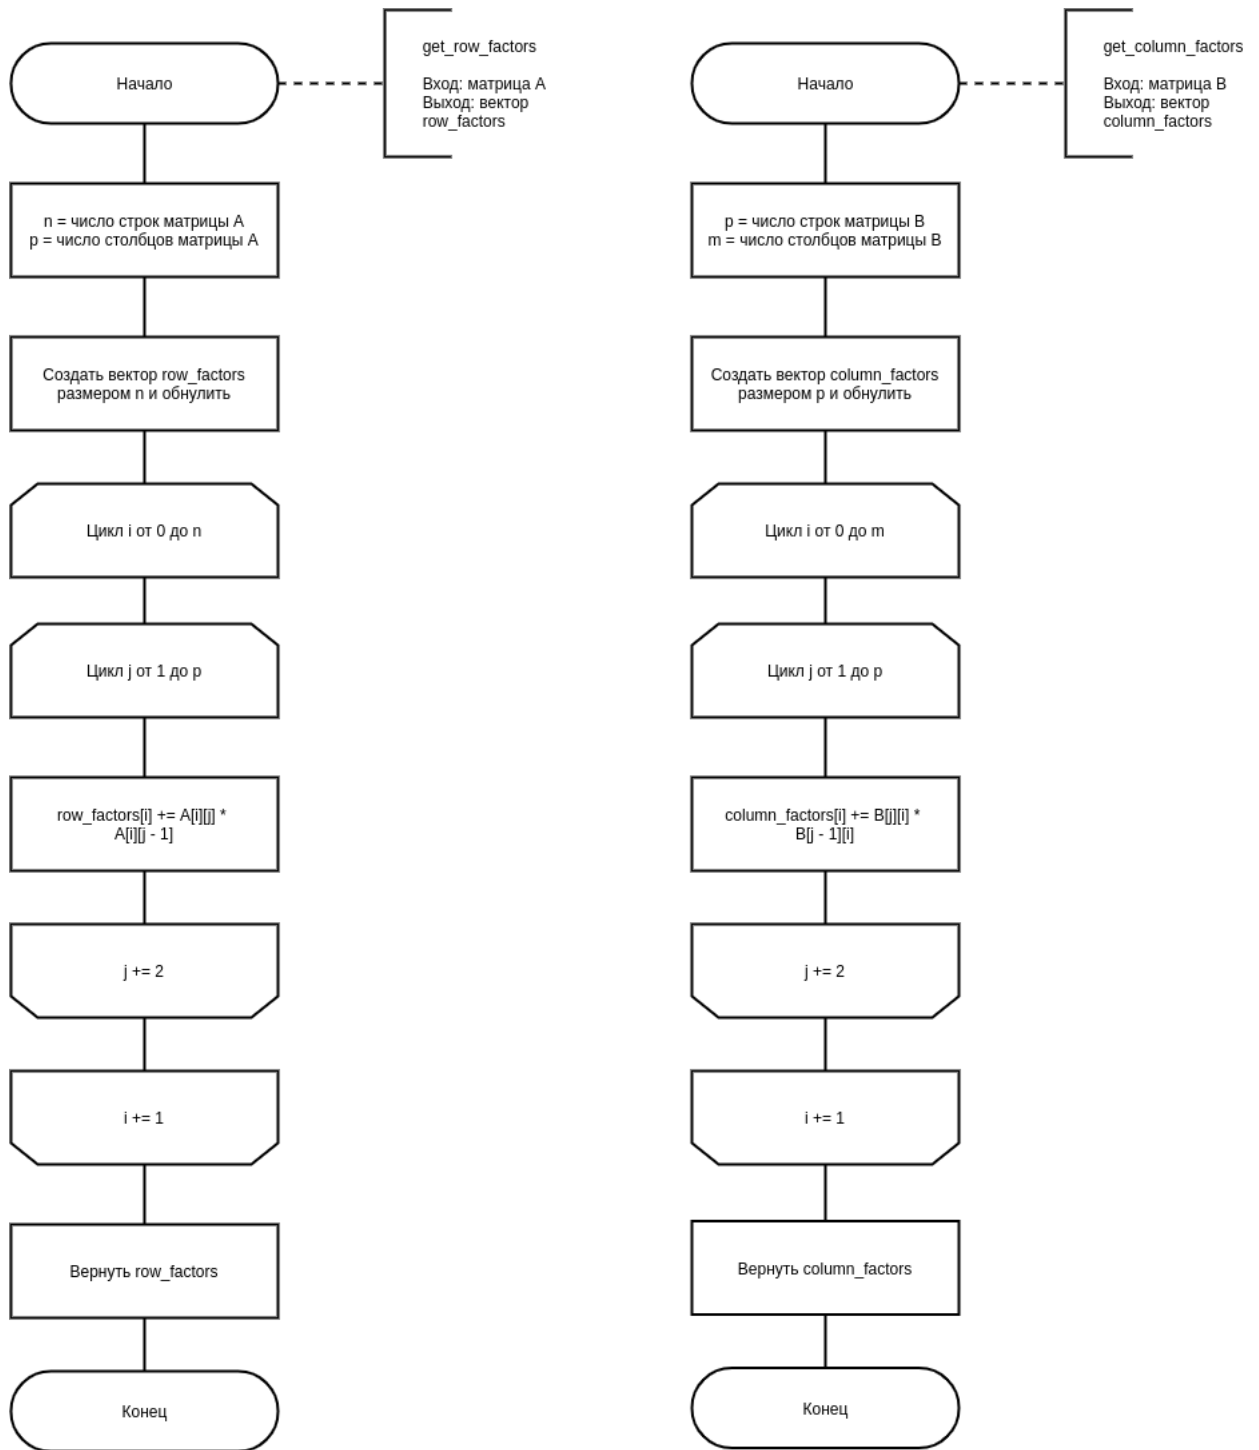 Начало
get_row_factors
Вход: матрица A
Выход: вектор
row_factors
n = число строк матрицы A
p = число столбцов матрицы A
Создать вектор row_factors
размером n и обнулить
Цикл i от 0 до n
Цикл j от 1 до p
row_factors[i] += A[i][j] *
A[i][j - 1]
j += 2
i += 1
Вернуть row_factors
Конец
Начало
get_column_factors
Вход: матрица B
Выход: вектор
column_factors
p = число строк матрицы B
m = число столбцов матрицы B
Создать вектор column_factors
размером p и обнулить
Цикл i от 0 до m
Цикл j от 1 до p
column_factors[i] += B[j][i] *
B[j - 1][i]
j += 2
i += 1
Вернуть column_factors
Конец